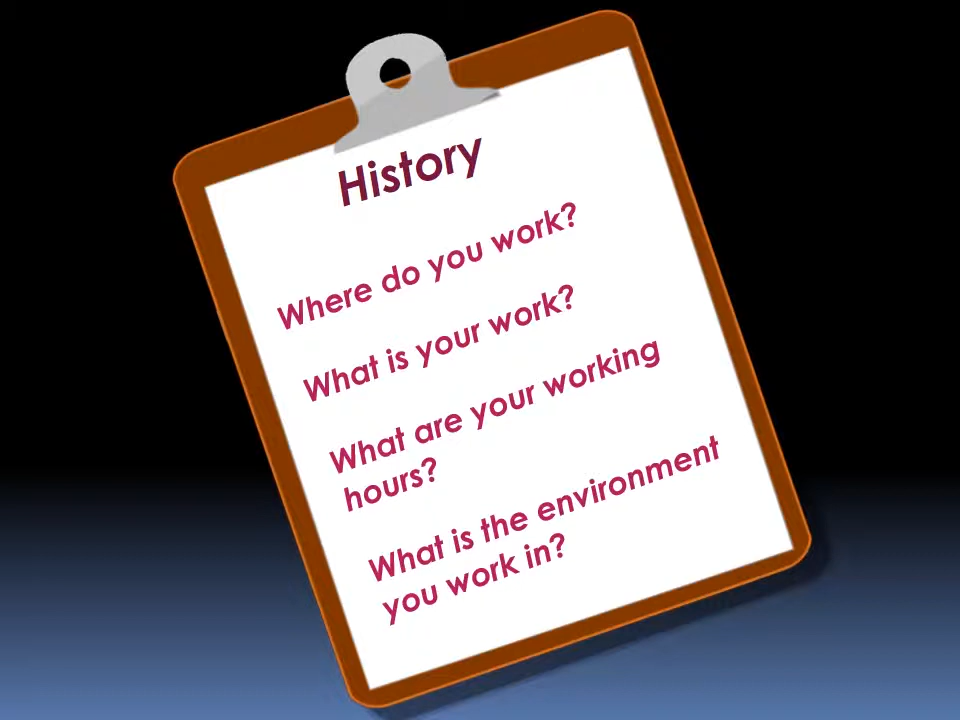 History
Where do you work?
What is your work?
What are your working
hours?
What is the environment
you work in?